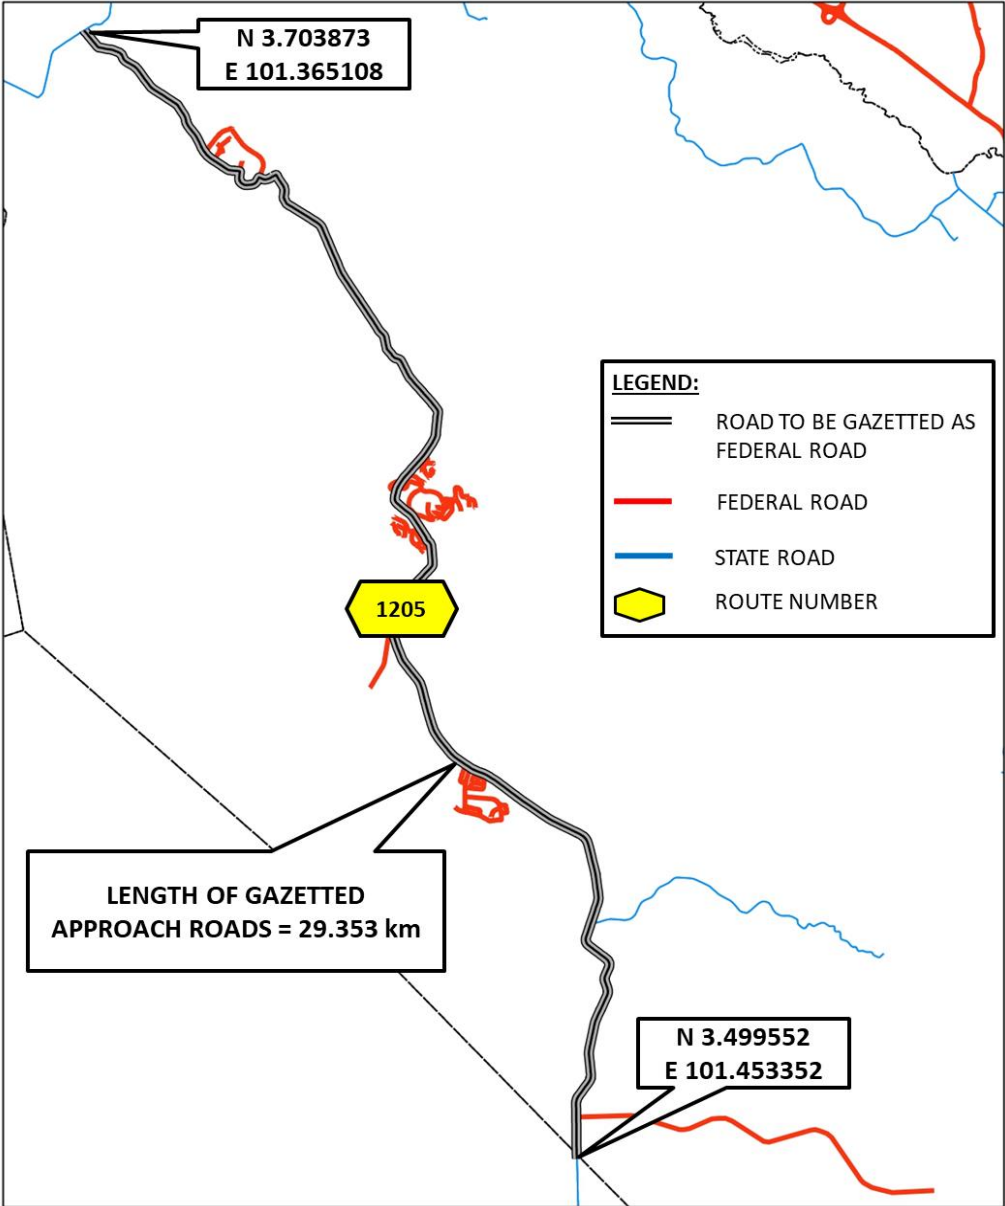 N 3.703873
E 101.365108
LEGEND:
ROAD TO BE GAZETTED AS
FEDERAL ROAD
FEDERAL ROAD
STATE ROAD
ROUTE NUMBER
1205
LENGTH OF GAZETTED
APPROACH ROADS = 29.353 km
N 3.499552
E 101.453352